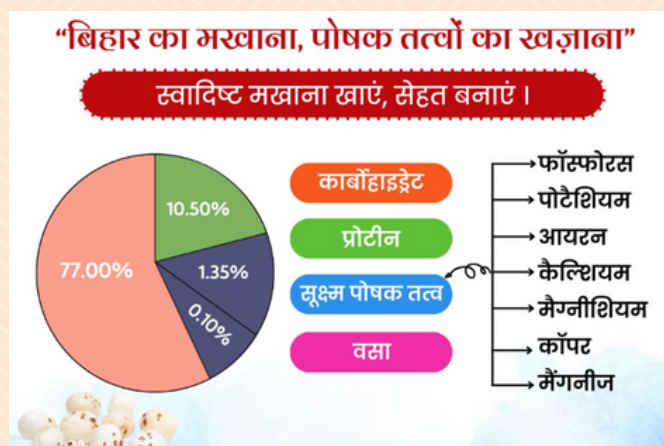 “बिहार का मखाना, पोषक तत्वों का खज़ाना”
स्वादिष्ट मखाना खाएं, सेहत बनाएं ।
10.50%
77.00%
1.35%
0.10%
कार्बोहाइड्रेट
प्रोटीन
सूक्ष्म पोषक तत्व
वसा
फॉस्फोरस
पोटैशियम
आयरन
कैल्शियम
मैग्नीशियम
कॉपर
मैंगनीज